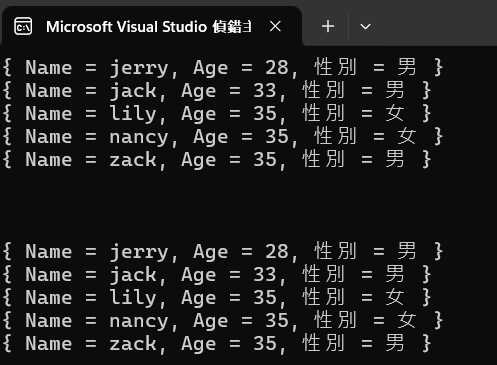 Microsoft Visual Studio 偵錯主
{ Name = jerry, Age = 28, 性別 = 男 }
{ Name = jack, Age = 33, 性別 = 男 }
{ Name = lily, Age = 35, 性別 = 女 }
{ Name = nancy, Age = 35, 性別 = 女 }
{ Name = zack, Age = 35, 性別 = 男 }
{ Name = jerry, Age = 28, 性別 = 男 }
{ Name = jack, Age = 33, 性別 = 男 }
{ Name = lily, Age = 35, 性別 = 女 }
{ Name = nancy, Age = 35, 性別 = 女 }
{ Name = zack, Age = 35, 性別 = 男 }